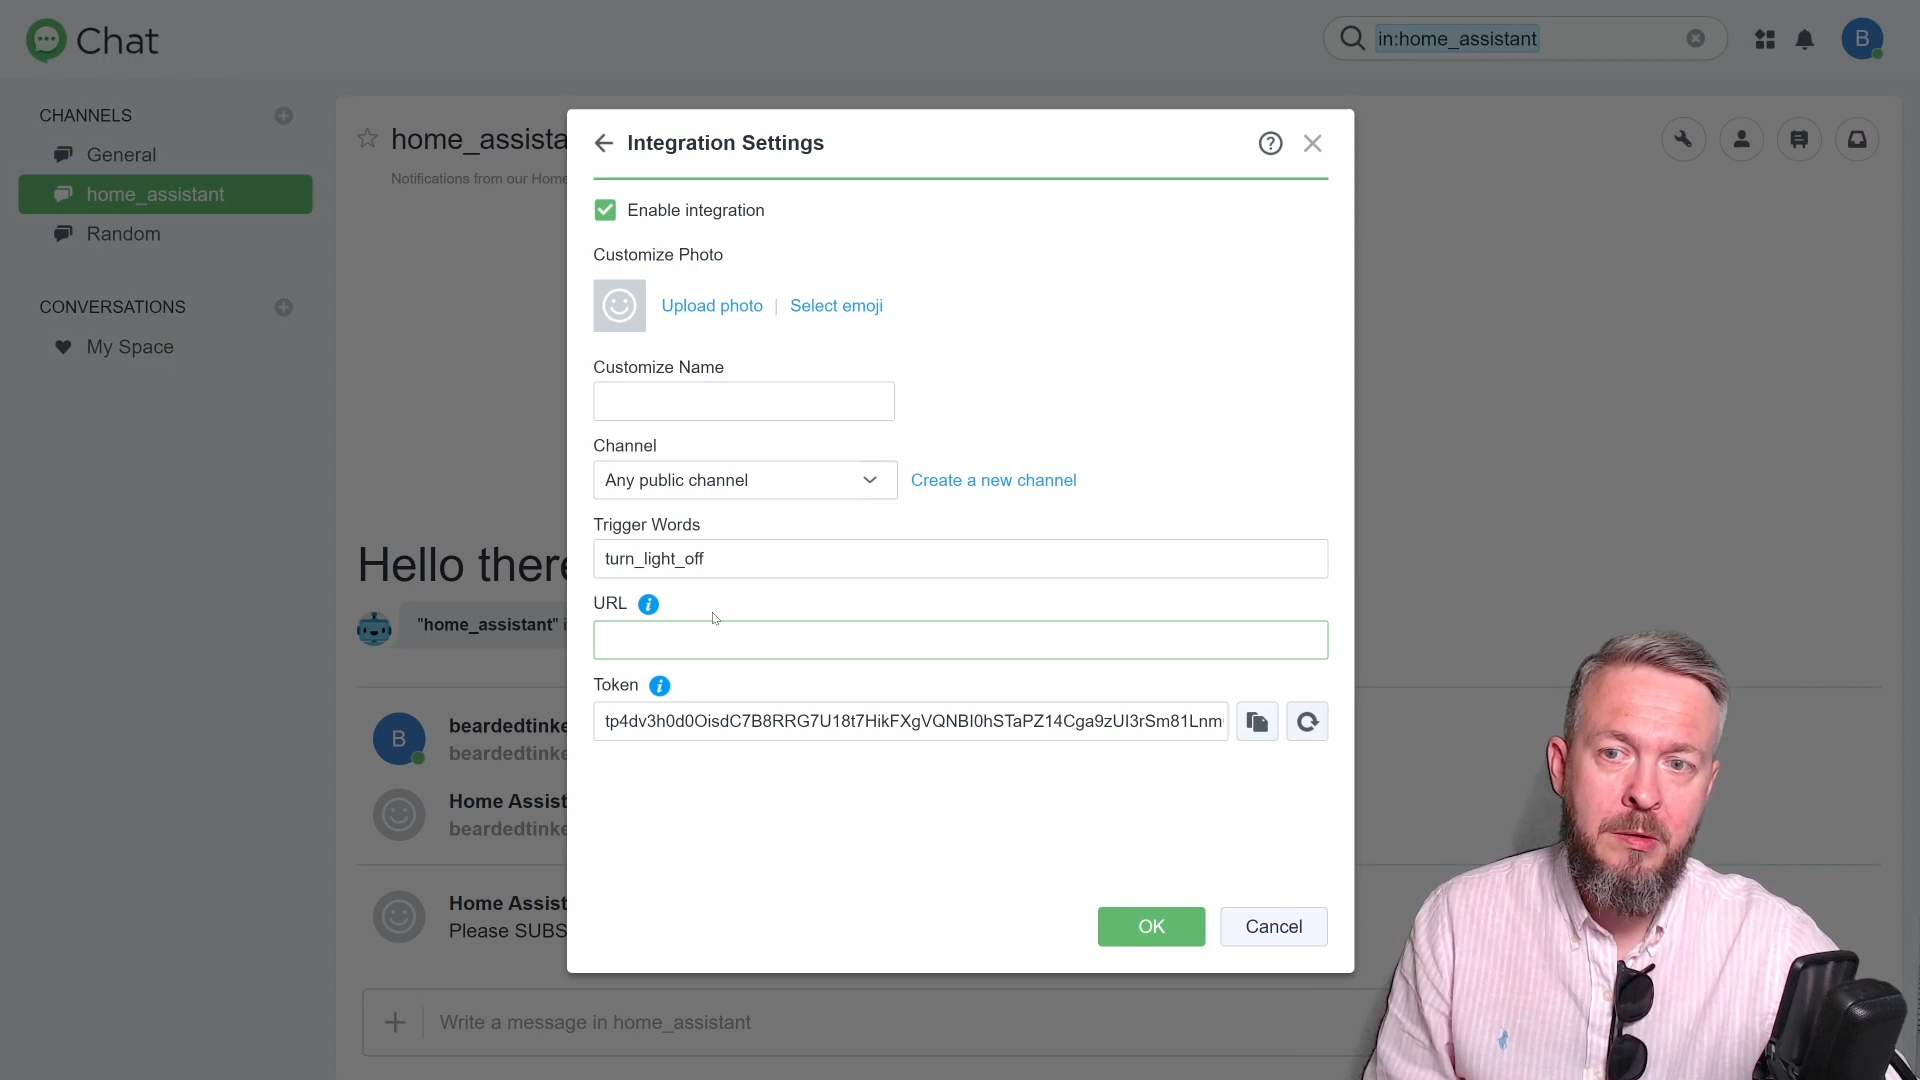 Chat
in:home_assistant
B
CHANNELS
General
home_assistant
Random
CONVERSATIONS
My Space
home_assista
Notifications from our Home
Hello there
"home_assistant" i
B
beardedtinke
beardedtinke
Home Assist
beardedtinke
Home Assist
Please SUBS
Write a message in home_assistant
Integration Settings
Enable integration
Customize Photo
Upload photo | Select emoji
Customize Name
Channel
Any public channel
Create a new channel
Trigger Words
turn_light_off
URL
Token
tp4dv3h0d0OisdC7B8RRG7U18t7HikFXgVQNBI0hSTaPZ14Cga9zUI3rSm81Lnm
OK
Cancel